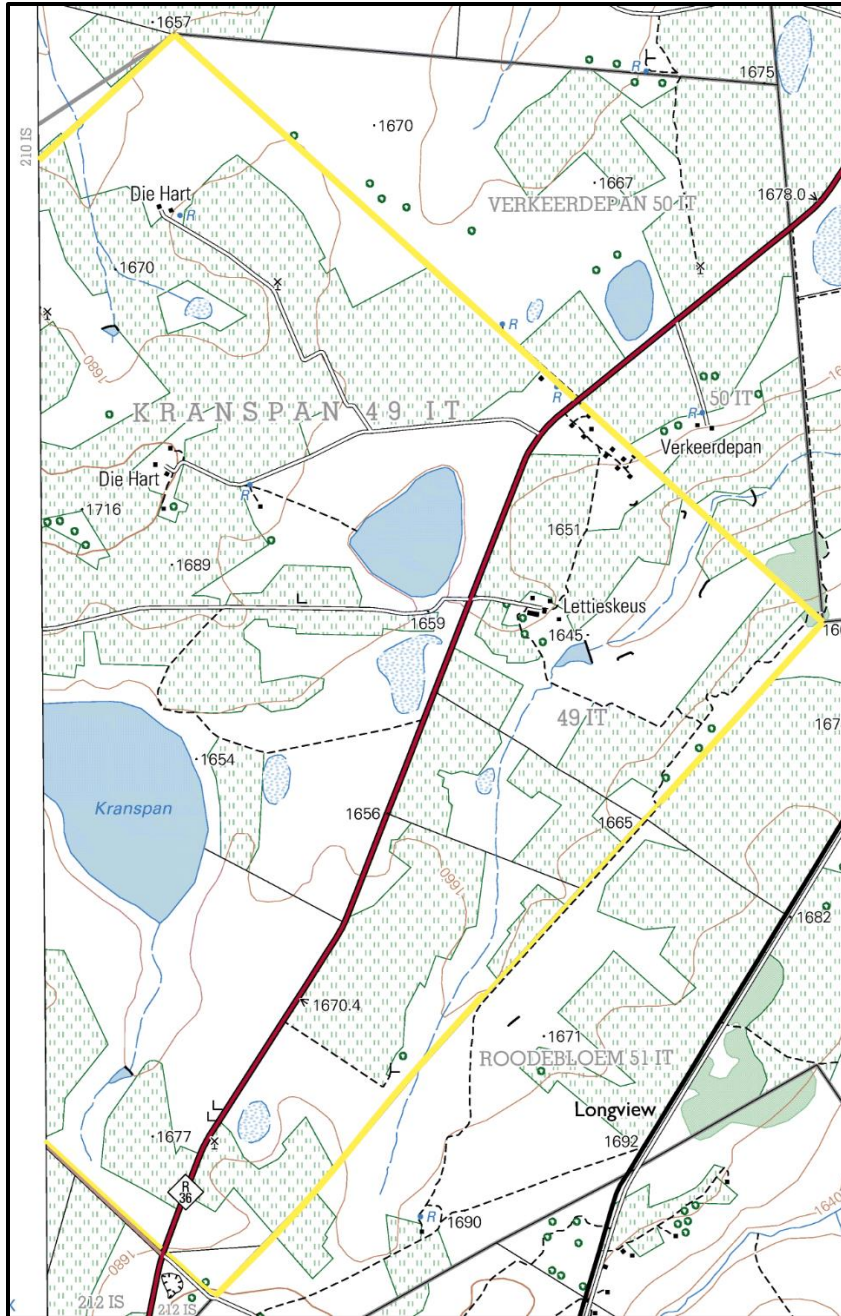 1657
1675
R
1670
210 IS
1667
Die Hart
R
VERKEERDEPAN 50 IT
1678.0
1670
R
1680
R
50 IT
KRANSPAN 49 IT
R
Verkeerdepan
Die Hart
R
1716
1651
1689
Lettieskeus
1659
1645
49 IT
1654
Kranspan
1656
1665
1660
1682
1670.4
1671
ROODEBLOEM 51 IT
Longview
1677
1692
R
36
R
1690
1640
1680
212 IS
212 IS